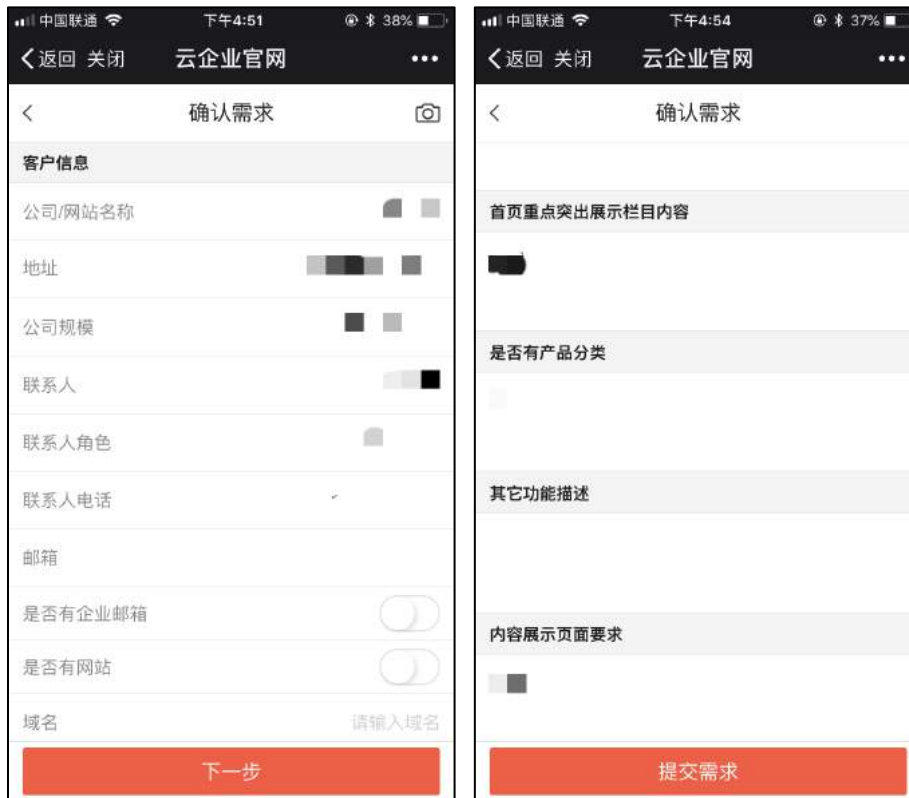 中国联通 下午4:51 38%
返回 关闭 云企业官网
确认需求
客户信息
公司/网站名称
地址
公司规模
联系人
联系人角色
联系人电话
邮箱
是否有企业邮箱
是否有网站
域名 请输入域名
下一步
中国联通 下午4:54 37%
返回 关闭 云企业官网
确认需求
首页重点突出展示栏目内容
是否有产品分类
其它功能描述
内容展示页面要求
提交需求